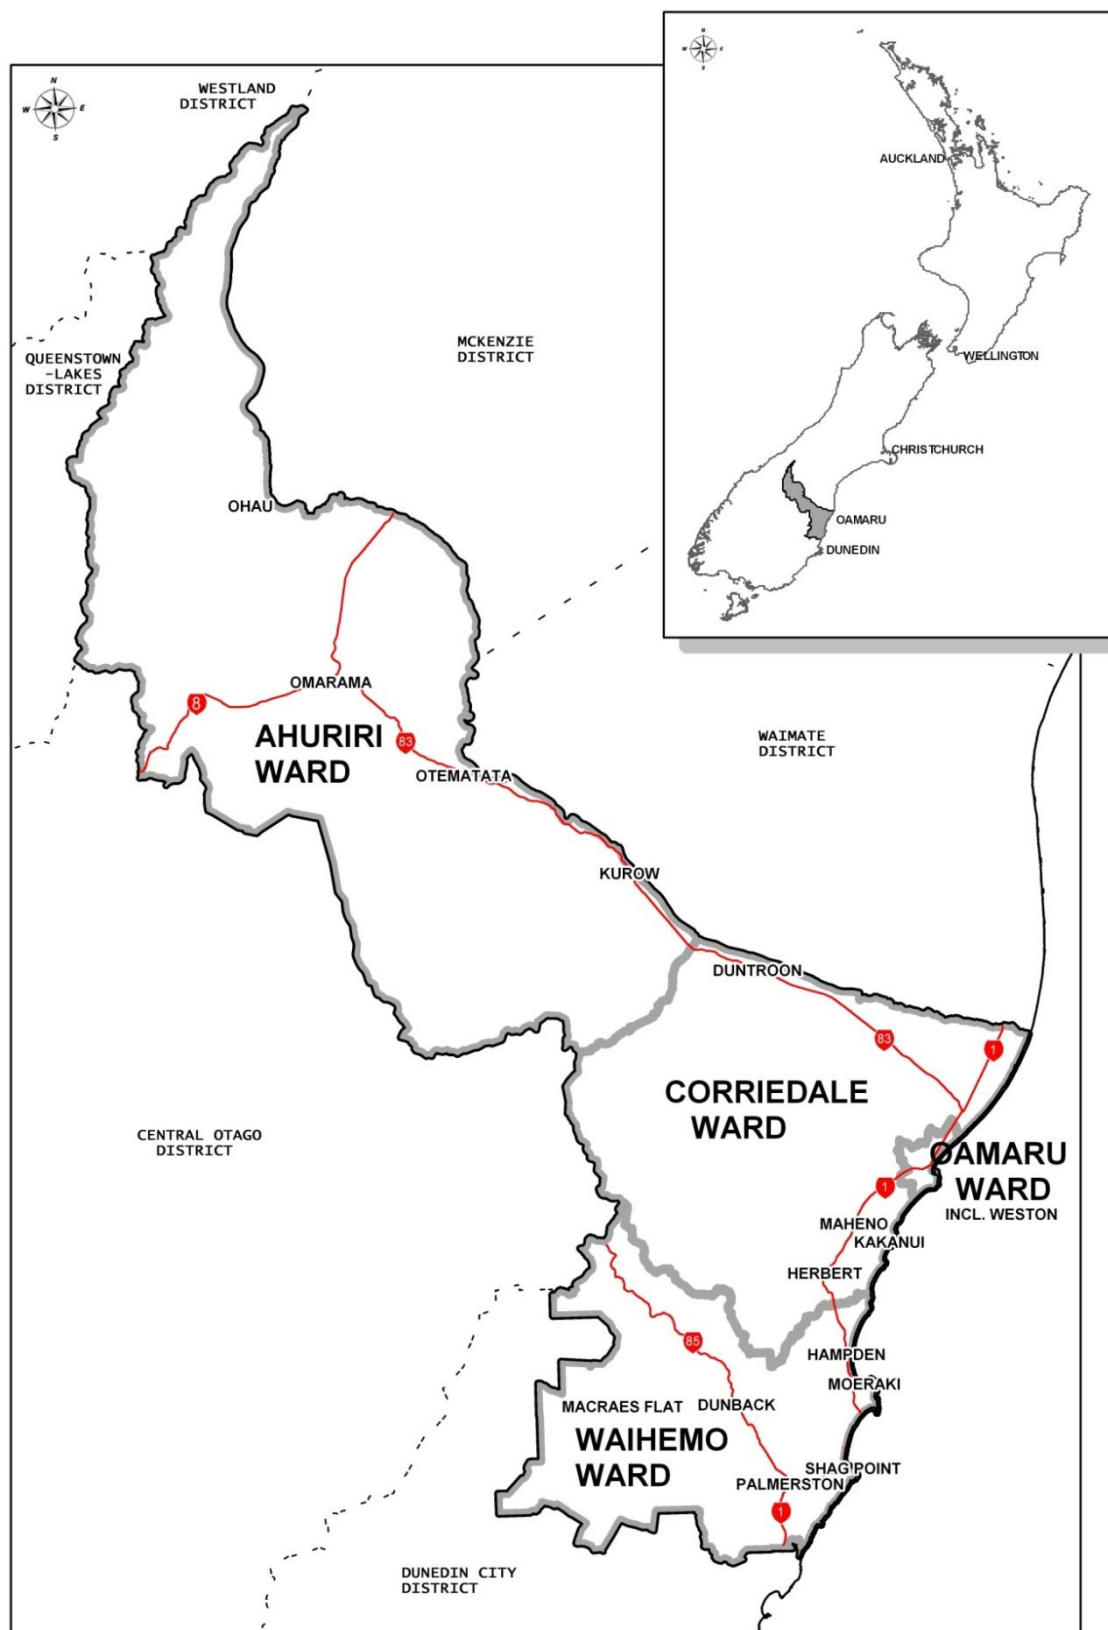 N
W E
S
WESTLAND
DISTRICT
QUEENSTOWN
-LAKES
DISTRICT
MCKENZIE
DISTRICT
OHAU
OMARAMA
8
AHURIRI
WARD
83
OTEMATATA
WAIMATE
DISTRICT
KUROW
DUNTROON
83
1
CORRIEDALE
WARD
CENTRAL OTAGO
DISTRICT
OAMARU
WARD
INCL. WESTON
1
MAHENO
KAKANUI
HERBERT
85
HAMPDEN
MOERAKI
MACRAES FLAT
DUNBACK
WAIHEMO
WARD
SHAG POINT
PALMERSTON
1
DUNEDIN CITY
DISTRICT
N
W E
S
AUCKLAND
WELLINGTON
CHRISTCHURCH
OAMARU
DUNEDIN